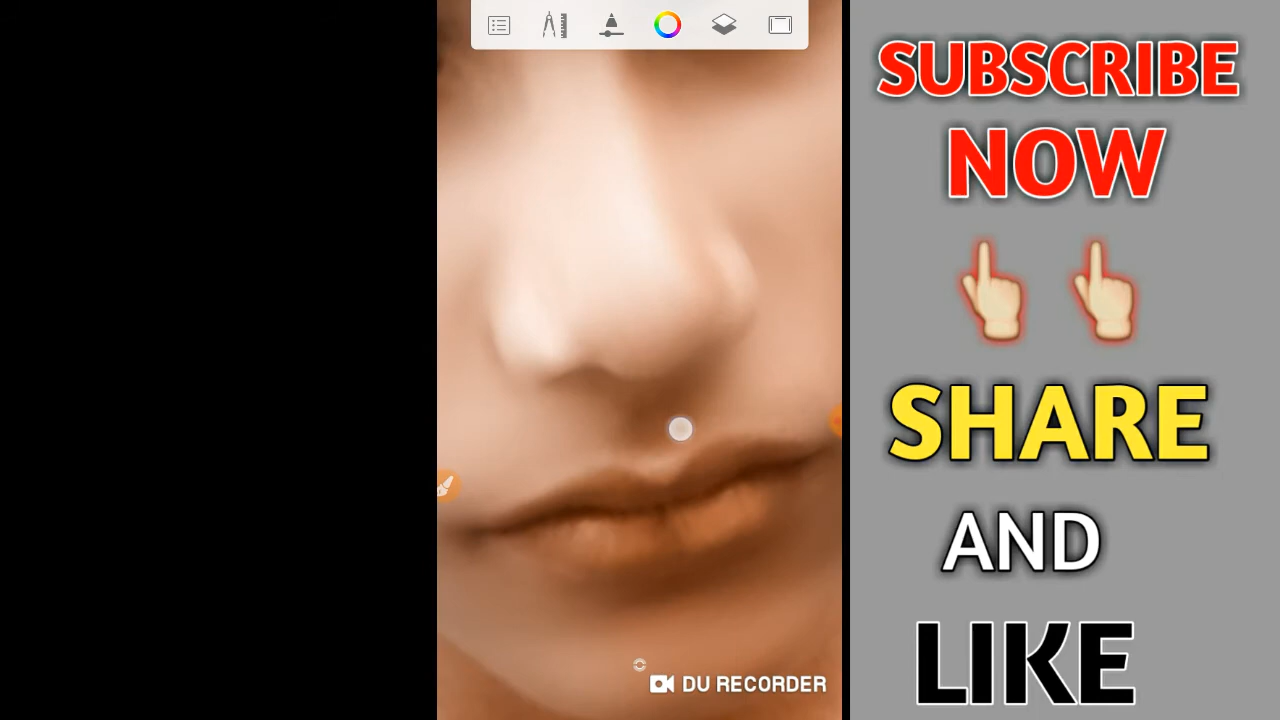 SUBSCRIBE
NOW
SHARE
AND
LIKE
DU RECORDER